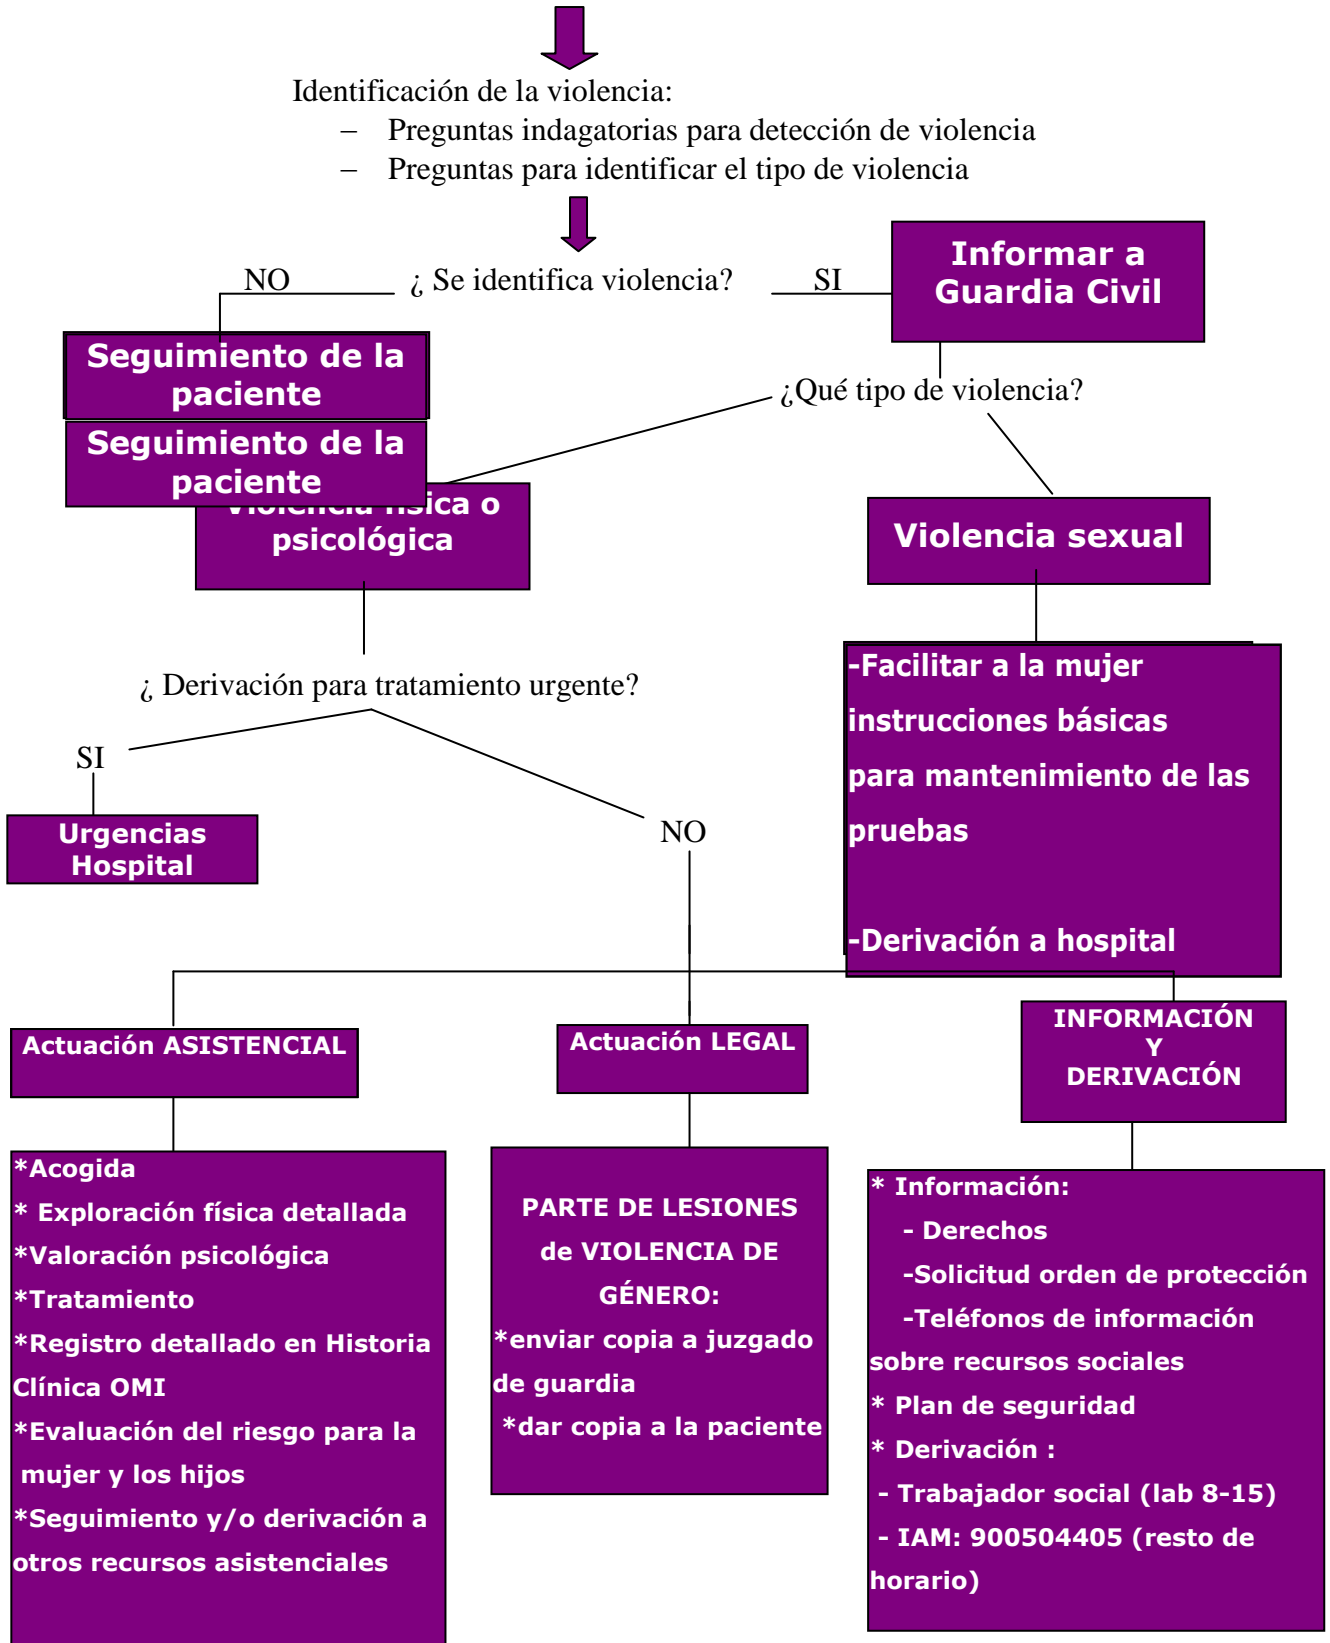 Identificación de la violencia:
– Preguntas indagatorias para detección de violencia
– Preguntas para identificar el tipo de violencia
NO ¿ Se identifica violencia? SI
Informar a
Guardia Civil
Seguimiento de la
paciente
Seguimiento de la
paciente
¿Qué tipo de violencia?
Violencia física o
psicológica
Violencia sexual
¿ Derivación para tratamiento urgente?
SI
Urgencias
Hospital
NO
-Facilitar a la mujer
instrucciones básicas
para mantenimiento de las
pruebas
-Derivación a hospital
Actuación ASISTENCIAL
Actuación LEGAL
INFORMACIÓN
Y
DERIVACIÓN
*Acogida
* Exploración física detallada
*Valoración psicológica
*Tratamiento
*Registro detallado en Historia
Clínica OMI
*Evaluación del riesgo para la
mujer y los hijos
*Seguimiento y/o derivación a
otros recursos asistenciales
PARTE DE LESIONES
de VIOLENCIA DE
GÉNERO:
*enviar copia a juzgado
de guardia
*dar copia a la paciente
* Información:
- Derechos
-Solicitud orden de protección
-Teléfonos de información
sobre recursos sociales
* Plan de seguridad
* Derivación :
- Trabajador social (lab 8-15)
- IAM: 900504405 (resto de
horario)